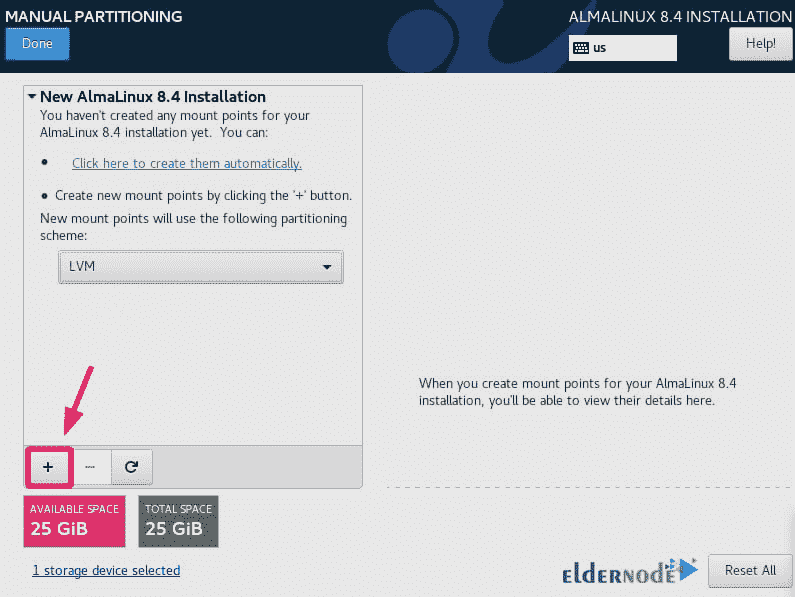 MANUAL PARTITIONING
Done
ALMALINUX 8.4 INSTALLATION
us
Help!
New AlmaLinux 8.4 Installation
You haven't created any mount points for your
AlmaLinux 8.4 installation yet. You can:
• Click here to create them automatically.
• Create new mount points by clicking the '+' button.
New mount points will use the following partitioning
scheme:
LVM
When you create mount points for your AlmaLinux 8.4
installation, you'll be able to view their details here.
+
AVAILABLE SPACE
25 GiB
TOTAL SPACE
25 GiB
1 storage device selected
ELDERNODE
Reset All